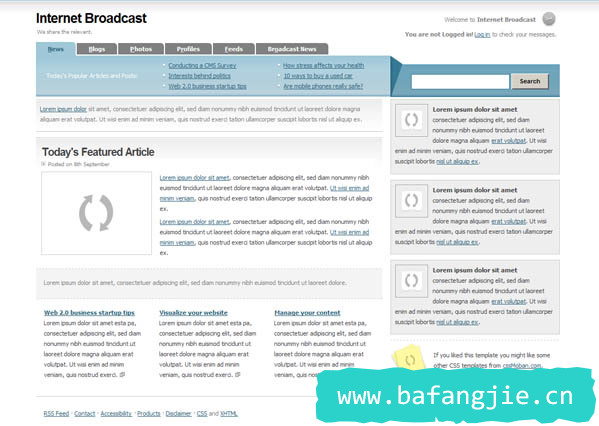 Internet Broadcast
We share the relevant.
Welcome to Internet Broadcast
You are not Logged in! Log in to check your messages.
News Blogs Photos Profiles Feeds Broadcast News
Today's Popular Articles and Posts:
Conducting a CMS Survey
Interests behind politics
Web 2.0 business startup tips
How stress affects your health
10 ways to buy a used car
Are mobile phones really safe?
Search
Lorem ipsum dolor sit amet, consectetuer adipiscing elit, sed diam nonummy nibh euismod tincidunt ut laoreet dolore magna aliquam
erat volutpat. Ut wisi enim ad minim veniam, quis nostrud exerci tation ullamcorper suscipit lobortis nisl ut aliquip ex.
Today's Featured Article
Posted on 8th September
Lorem ipsum dolor sit amet, consectetuer adipiscing elit, sed diam nonummy nibh
euismod tincidunt ut laoreet dolore magna aliquam erat volutpat. Ut wisi enim ad
minim veniam, quis nostrud exerci tation ullamcorper suscipit lobortis nisl ut aliquip
ex.
Lorem ipsum dolor sit amet, consectetuer adipiscing elit, sed diam nonummy nibh
euismod tincidunt ut laoreet dolore magna aliquam erat volutpat. Ut wisi enim ad
minim veniam, quis nostrud exerci tation ullamcorper suscipit lobortis nisl ut aliquip
ex.
Lorem ipsum dolor sit amet, consectetuer adipiscing elit, sed diam nonummy nibh euismod tincidunt ut laoreet dolore.
Web 2.0 business startup tips
Lorem ipsum dolor sit amet esta pa,
consectetuer adipiscing elit, sed diam
nonummy nibh euismod tincidunt ut
laoreet dolore magna aliquam erat
volutpat. Ut wisi enim ad minim
veniam, quis nostrud exerci.
Visualize your website
Lorem ipsum dolor sit amet esta pa,
consectetuer adipiscing elit, sed diam
nonummy nibh euismod tincidunt ut
laoreet dolore magna aliquam erat
volutpat. Ut wisi enim ad minim
veniam, quis nostrud exerci.
Manage your content
Lorem ipsum dolor sit amet esta pa,
consectetuer adipiscing elit, sed diam
nonummy nibh euismod tincidunt ut
laoreet dolore magna aliquam erat
volutpat. Ut wisi enim ad minim
veniam, quis nostrud
Lorem ipsum dolor sit amet
consectetuer adipiscing elit, sed diam
nonummy nibh euismod tincidunt ut laoreet dolore
magna aliquam erat volutpat. Ut wisi enim ad minim
veniam, quis nostrud exerci tation ullamcorper
suscipit lobortis nisl ut aliquip ex.
Lorem ipsum dolor sit amet
consectetuer adipiscing elit, sed diam
nonummy nibh euismod tincidunt ut laoreet dolore
magna aliquam erat volutpat. Ut wisi enim ad minim
veniam, quis nostrud exerci tation ullamcorper
suscipit lobortis nisl ut aliquip ex.
Lorem ipsum dolor sit amet
consectetuer adipiscing elit, sed diam
nonummy nibh euismod tincidunt ut laoreet dolore
magna aliquam erat volutpat. Ut wisi enim ad minim
veniam, quis nostrud exerci tation ullamcorper
suscipit lobortis nisl ut aliquip ex.
If you liked this template you might like some
other CSS templates from cssMoban.com.
www.bafangjie.cn
RSS Feed · Contact · Accessibility · Products · Disclaimer · CSS and XHTML